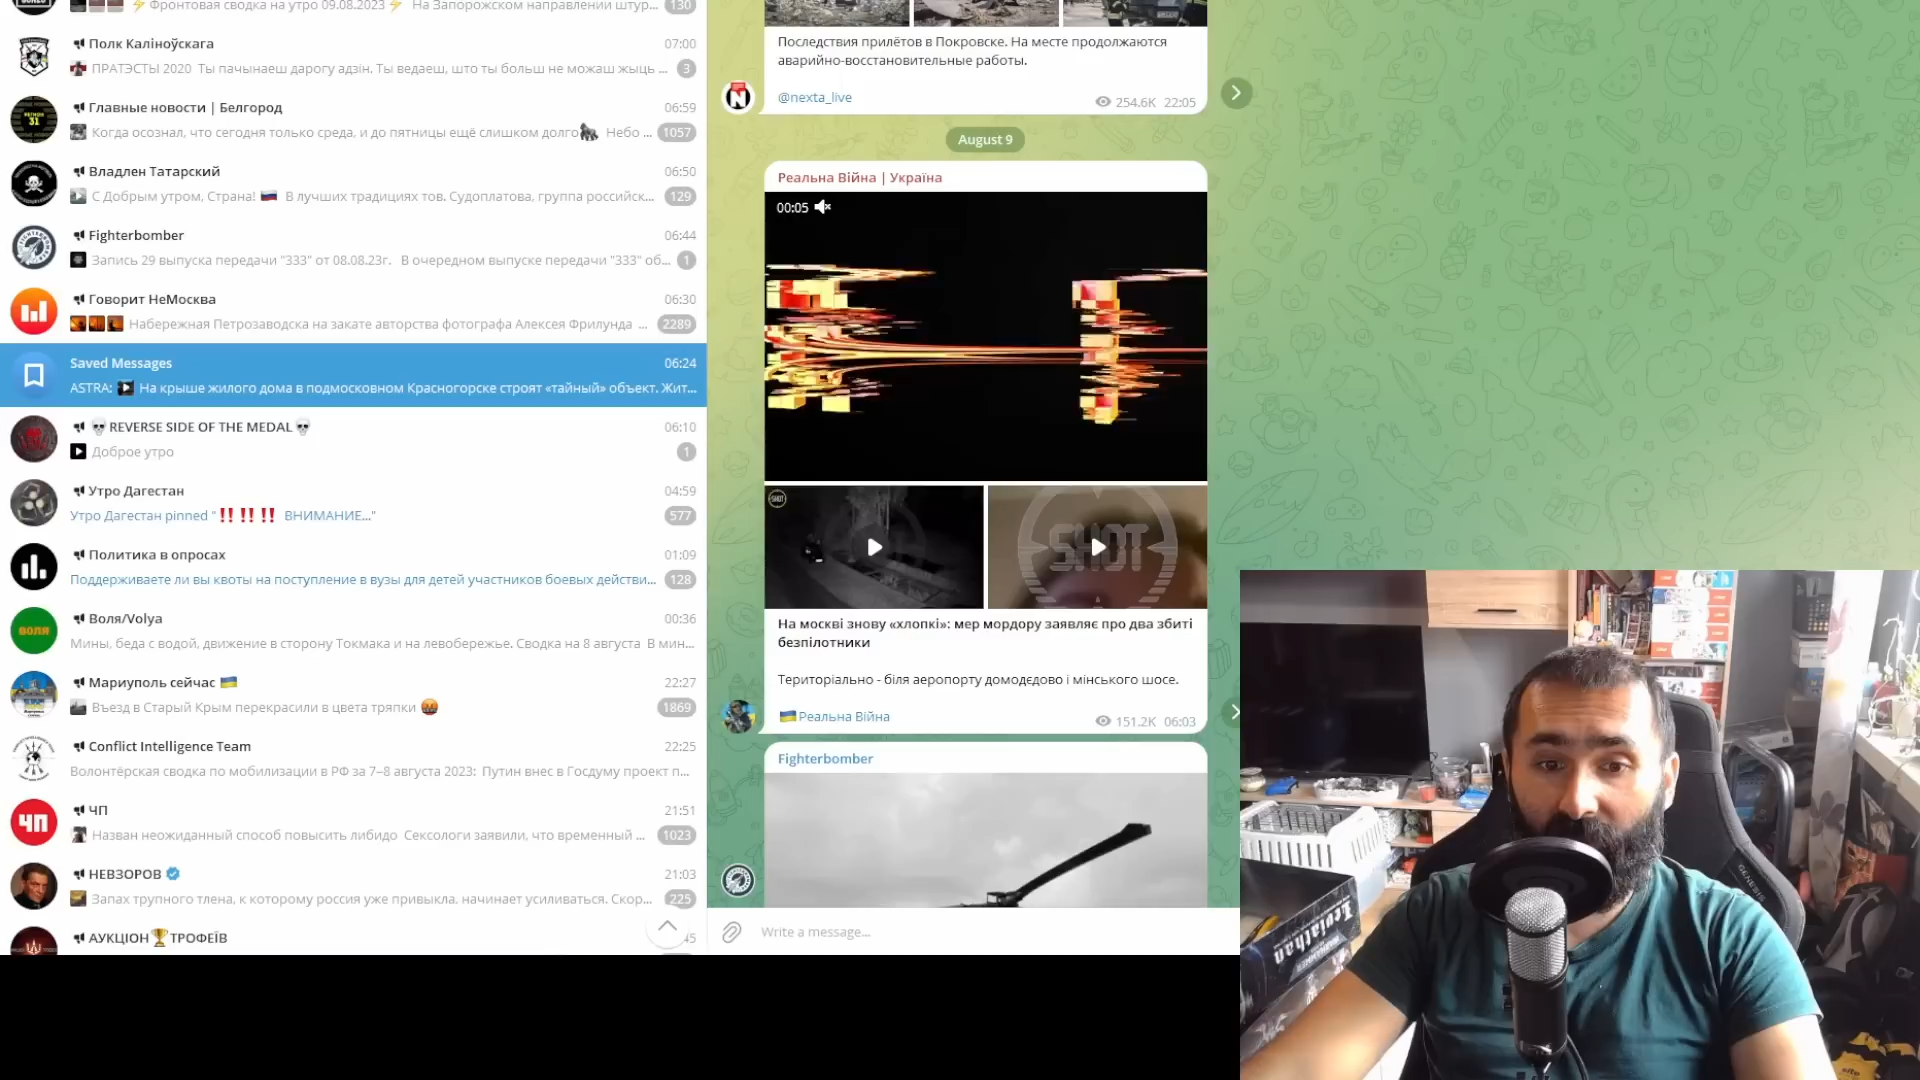 ⚡ Фронтовая сводка на утро 09.08.2023 ⚡ На Запорожском направлении штур... 130
Полк Каліноўскага 07:00
ПРАТЭСТЫ 2020 Ты пачынаеш дарогу адзін. Ты ведаеш, што ты больш не можаш жыць ... 3
Главные новости | Белгород 06:59
Когда осознал, что сегодня только среда, и до пятницы ещё слишком долго🦍 Небо ... 1057
Владлен Татарский 06:50
С Добрым утром, Страна! 🇷🇺 В лучших традициях тов. Судоплатова, группа российск... 129
Fighterbomber 06:44
Запись 29 выпуска передачи "333" от 08.08.23г. В очередном выпуске передачи "333" об... 1
Говорит НеМосква 06:30
Набережная Петрозаводска на закате авторства фотографа Алексея Фрилунда ... 2289
Saved Messages 06:24
ASTRA: На крыше жилого дома в подмосковном Красногорске строят «тайный» объект. Жит...
💀REVERSE SIDE OF THE MEDAL💀 06:10
Доброе утро 1
Утро Дагестан 04:59
Утро Дагестан pinned "‼️‼️‼️ ВНИМАНИЕ..." 577
Политика в опросах 01:09
Поддерживаете ли вы квоты на поступление в вузы для детей участников боевых действи... 128
Воля/Volya 00:36
Мины, беда с водой, движение в сторону Токмака и на левобережье. Сводка на 8 августа В мин...
Мариуполь сейчас 🇺🇦 22:27
Въезд в Старый Крым перекрасили в цвета тряпки 🤬 1869
Conflict Intelligence Team 22:25
Волонтёрская сводка по мобилизации в РФ за 7–8 августа 2023: Путин внес в Госдуму проект п...
ЧП 21:51
Назван неожиданный способ повысить либидо Сексологи заявили, что временный ... 1023
НЕВЗОРОВ 21:03
Запах трупного тлена, к которому россия уже привыкла, начинает усиливаться. Скор... 225
АУКЦІОН🏆ТРОФЕЇВ 45
РЕГИОН
31
ВОЛЯ
ЧП
Последствия прилётов в Покровске. На месте продолжаются
аварийно-восстановительные работы.
@nexta_live 254.6K 22:05
August 9
Реальна Війна | Україна
00:05
SHOT
SHOT
На москві знову «хлопкі»: мер мордору заявляє про два збиті
безпілотники
Територіально - біля аеропорту домодєдово і мінського шосе.
🇺🇦Реальна Війна 151.2K 06:03
Fighterbomber
Write a message...
GENESIS
Leviathan